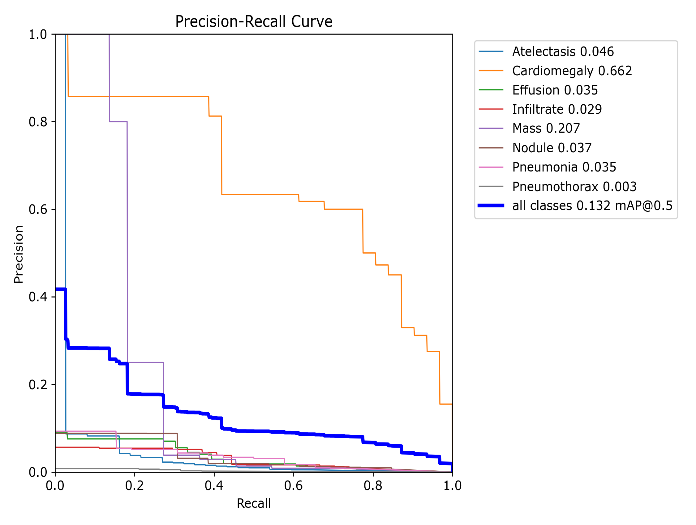 Precision-Recall Curve
1.0
0.8
0.6
0.4
0.2
0.0
Precision
0.0 0.2 0.4 0.6 0.8 1.0
Recall
Atelectasis 0.046
Cardiomegaly 0.662
Effusion 0.035
Infiltrate 0.029
Mass 0.207
Nodule 0.037
Pneumonia 0.035
Pneumothorax 0.003
all classes 0.132 mAP@0.5